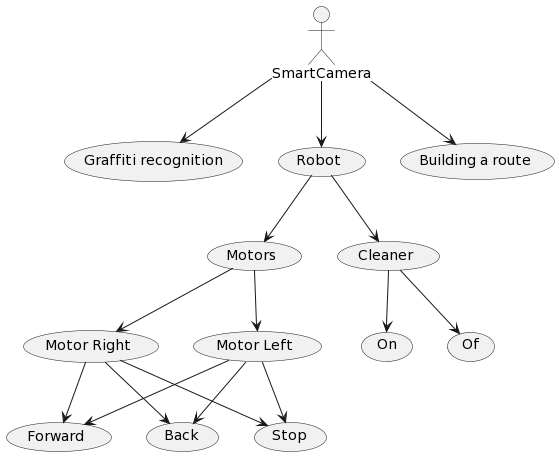 SmartCamera
Graffiti recognition
Robot
Building a route
Motors
Cleaner
Motor Right
Motor Left
On
Of
Forward
Back
Stop